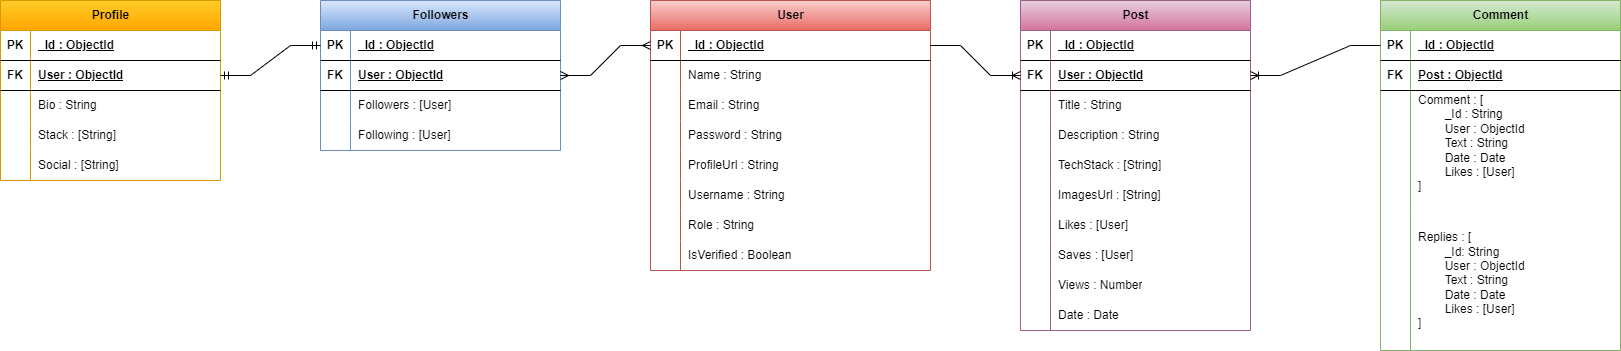 Profile
PK _Id : ObjectId
FK User : ObjectId
Bio : String
Stack : [String]
Social : [String]
Followers
PK _Id : ObjectId
FK User : ObjectId
Followers : [User]
Following : [User]
User
PK _Id : ObjectId
Name : String
Email : String
Password : String
ProfileUrl : String
Username : String
Role : String
IsVerified : Boolean
Post
PK _Id : ObjectId
FK User : ObjectId
Title : String
Description : String
TechStack : [String]
ImagesUrl : [String]
Likes : [User]
Saves : [User]
Views : Number
Date : Date
Comment
PK _Id : ObjectId
FK Post : ObjectId
Comment : [
_Id : String
User : ObjectId
Text : String
Date : Date
Likes : [User]
]
Replies : [
_Id: String
User : ObjectId
Text : String
Date : Date
Likes : [User]
]